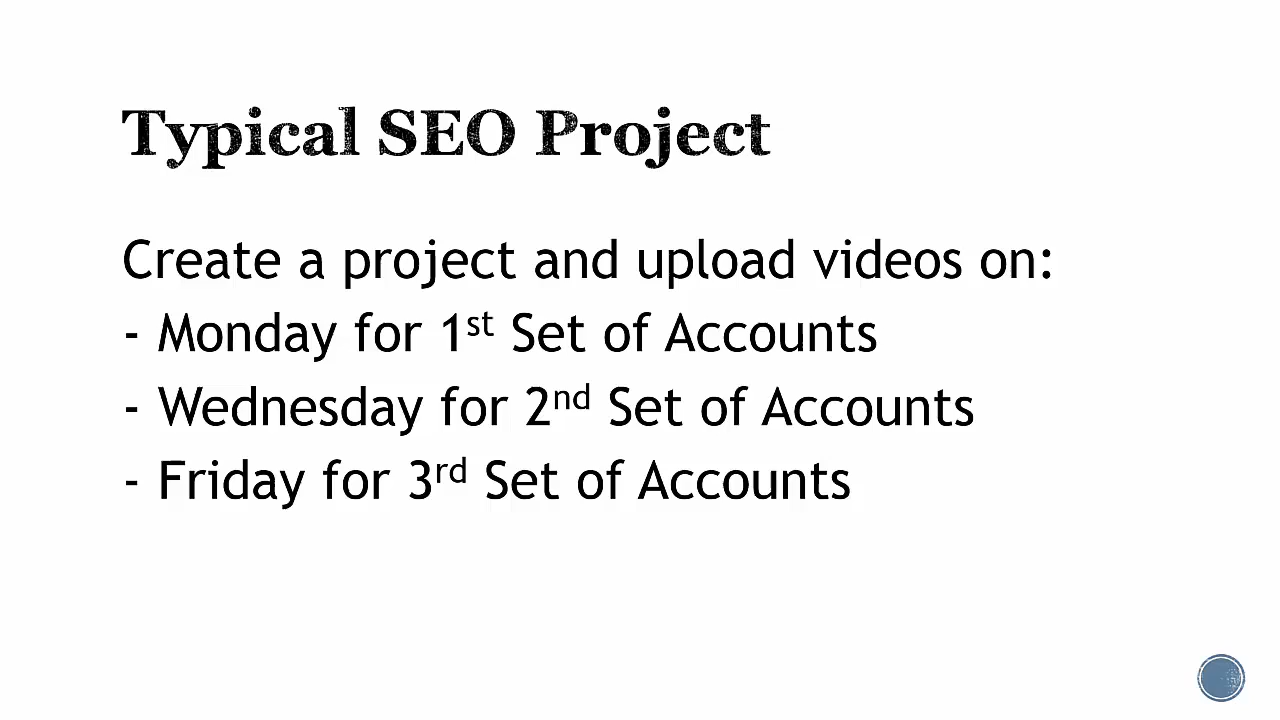 Typical SEO Project
Create a project and upload videos on:
- Monday for 1st Set of Accounts
- Wednesday for 2nd Set of Accounts
- Friday for 3rd Set of Accounts